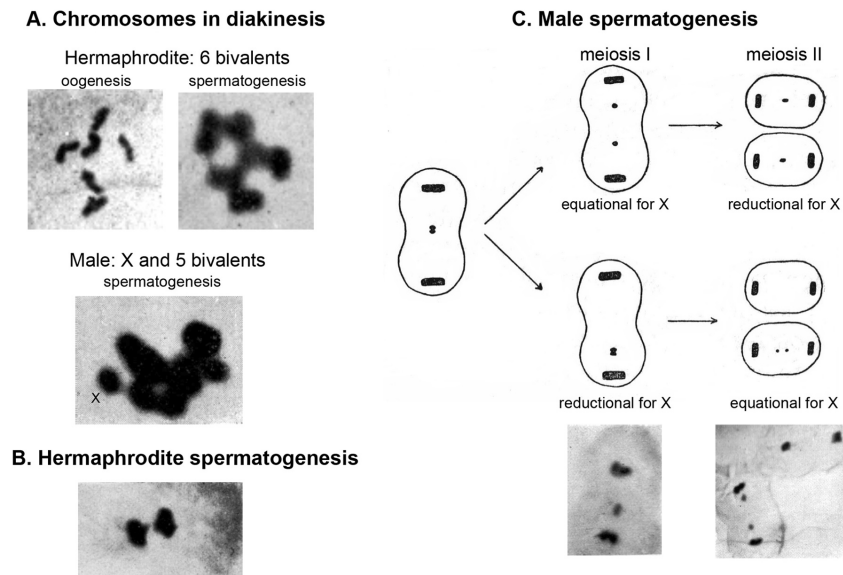 A. Chromosomes in diakinesis
Hermaphrodite: 6 bivalents
oogenesis
spermatogenesis
Male: X and 5 bivalents
spermatogenesis
X
B. Hermaphrodite spermatogenesis
C. Male spermatogenesis
meiosis I
meiosis II
equational for X
reductional for X
reductional for X
equational for X